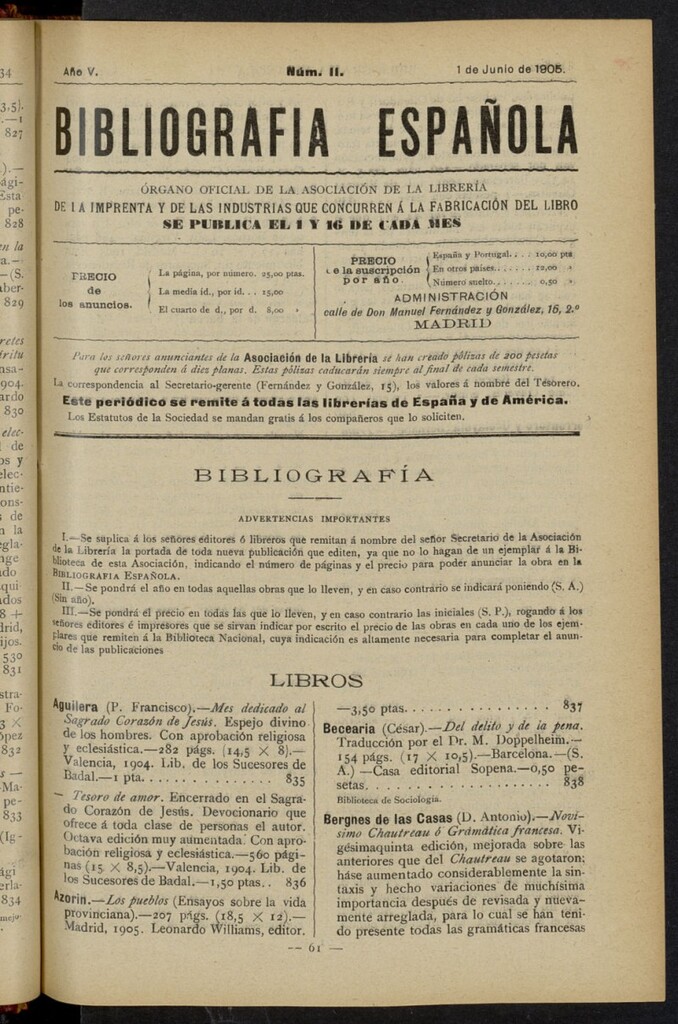 Año V.
Núm. 11.
1 de Junio de 1905.
BIBLIOGRAFIA ESPAÑOLA
ÓRGANO OFICIAL DE LA ASOCIACIÓN DE LA LIBRERÍA
DE LA IMPRENTA Y DE LAS INDUSTRIAS QUE CONCURREN Á LA FABRICACIÓN DEL LIBRO
SE PUBLICA EL 1 Y 16 DE CADA MES
PRECIO
de
los anuncios.
La página, por número. 25,00 ptas.
La media íd., por íd. . . 15,00
El cuarto de íd., por íd. 8,00 »
PRECIO
de la suscripción
por año.
España y Portugal. . . . 10,00 pta
En otros países. . . . . . . 12,00 »
Número suelto. . . . . . . . 0,50 »
ADMINISTRACIÓN
calle de Don Manuel Fernández y González, 15, 2.º
MADRID
Para los señores anunciantes de la Asociación de la Librería se han creado pólizas de 200 pesetas
que corresponden á diez planas. Estas pólizas caducarán siempre al final de cada semestre.
La correspondencia al Secretario-gerente (Fernández y González, 15), los valores á nombre del Tesorero.
Este periódico se remite á todas las librerías de España y de América.
Los Estatutos de la Sociedad se mandan gratis á los compañeros que lo soliciten.
BIBLIOGRAFÍA
ADVERTENCIAS IMPORTANTES
I.—Se suplica á los señores editores ó libreros que remitan á nombre del señor Secretario de la Asociación
de la Librería la portada de toda nueva publicación que editen, ya que no lo hagan de un ejemplar á la Bi-
blioteca de esta Asociación, indicando el número de páginas y el precio para poder anunciar la obra en la
BIBLIOGRAFIA ESPAÑOLA.
II.—Se pondrá el año en todas aquellas obras que lo lleven, y en caso contrario se indicará poniendo (S. A.)
(Sin año).
III.—Se pondrá el precio en todas las que lo lleven, y en caso contrario las iniciales (S. P.), rogando á los
señores editores é impresores que se sirvan indicar por escrito el precio de las obras en cada uno de los ejem-
plares que remiten á la Biblioteca Nacional, cuya indicación es altamente necesaria para completar el anun-
cio de las publicaciones
LIBROS
Aguilera (P. Francisco).—Mes dedicado al
Sagrado Corazón de Jesús. Espejo divino
de los hombres. Con aprobación religiosa
y eclesiástica.—282 págs. (14,5 × 8).—
Valencia, 1904. Lib. de los Sucesores de
Badal.—1 pta. . . . . . . . . . . . . . 835
— Tesoro de amor. Encerrado en el Sagra-
do Corazón de Jesús. Devocionario que
ofrece á toda clase de personas el autor.
Octava edición muy aumentada. Con apro-
bación religiosa y eclesiástica.—560 pági-
nas (15 × 8,5).—Valencia, 1904. Lib. de
los Sucesores de Badal.—1,50 ptas. . 836
Azorín.—Los pueblos (Ensayos sobre la vida
provinciana).—207 págs. (18,5 × 12).—
Madrid, 1905. Leonardo Williams, editor.
—3,50 ptas. . . . . . . . . . . . . . 837
Becearia (César).—Del delito y de la pena.
Traducción por el Dr. M. Doppelheim.—
154 págs. (17 × 10,5).—Barcelona.—(S.
A.)—Casa editorial Sopena.—0,50 pe-
setas. . . . . . . . . . . . . . . . . . 838
Biblioteca de Sociología.
Bergnes de las Casas (D. Antonio).—Noví-
simo Chautreau ó Gramática francesa. Vi-
gésimaquinta edición, mejorada sobre las
anteriores que del Chautreau se agotaron;
háse aumentado considerablemente la sin-
taxis y hecho variaciones de muchísima
importancia después de revisada y nueva-
mente arreglada, para lo cual se han teni-
do presente todas las gramáticas francesas
— 61 —